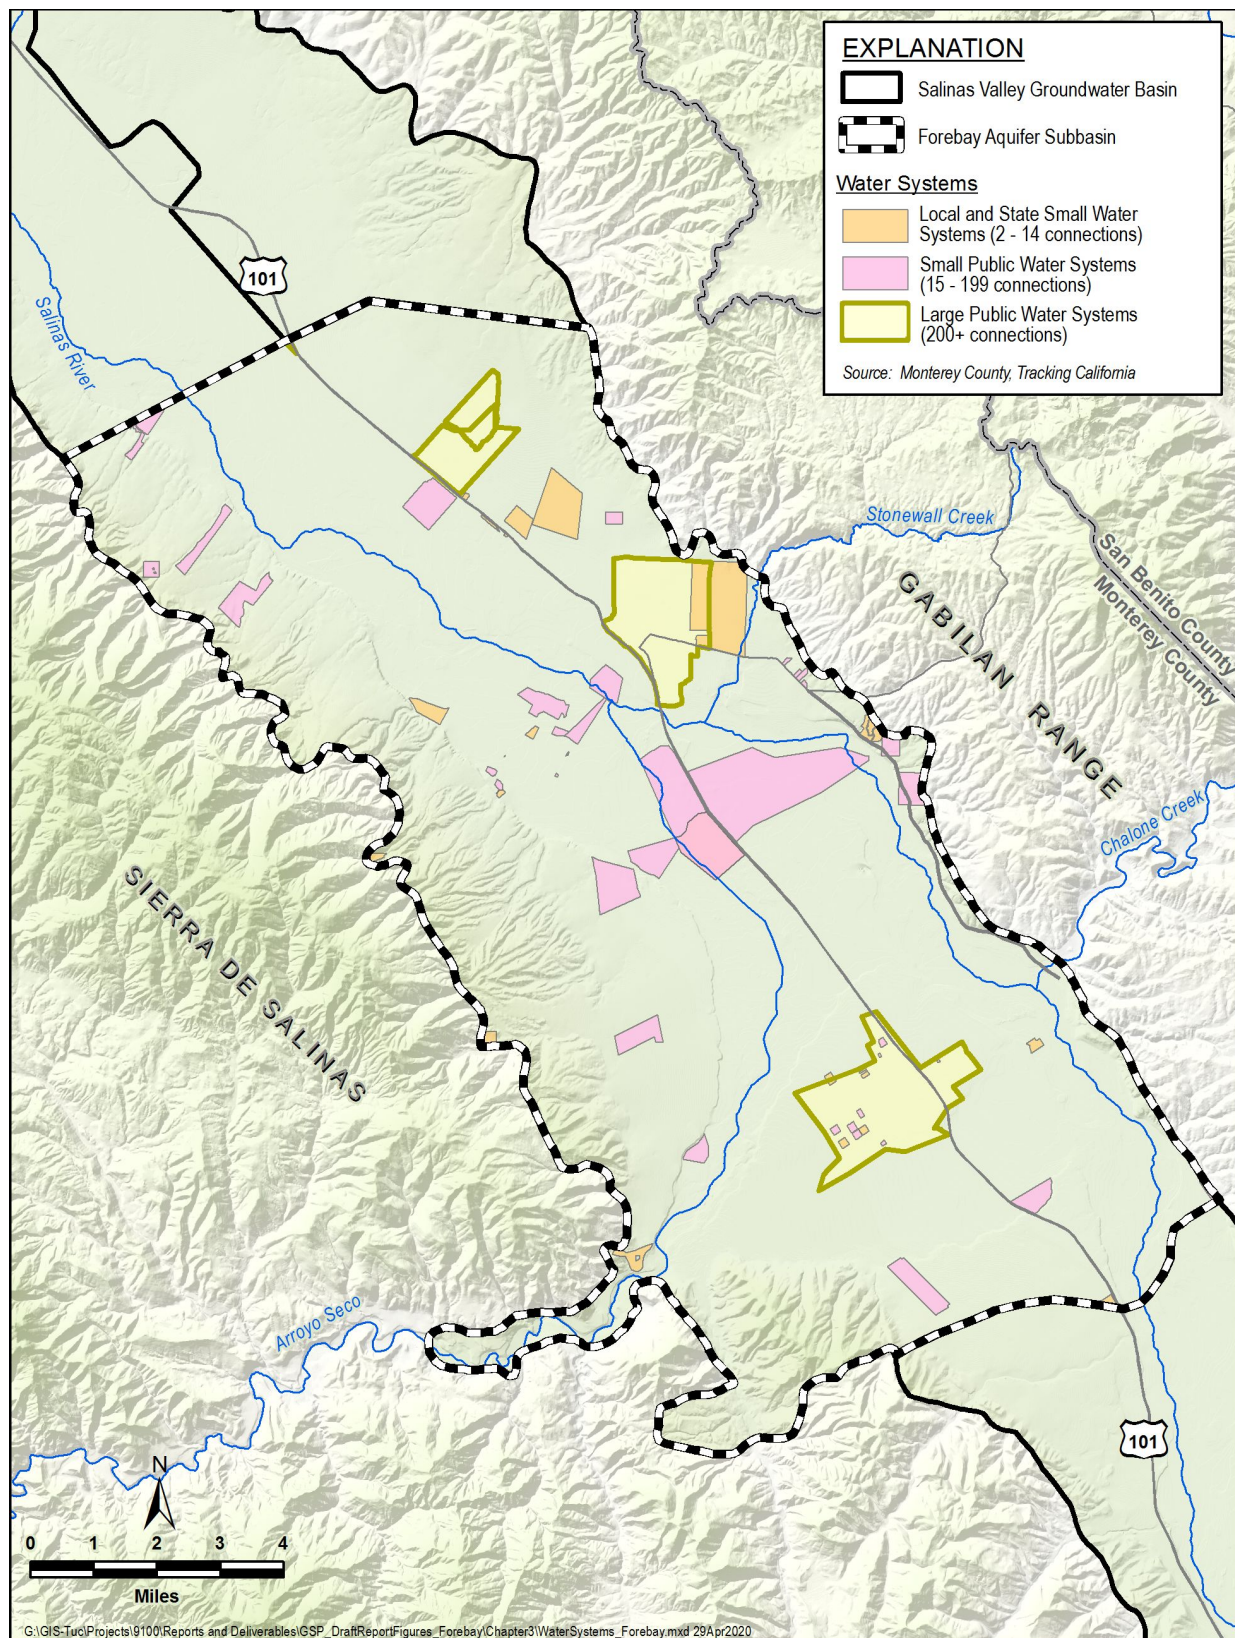 EXPLANATION
Salinas Valley Groundwater Basin
Forebay Aquifer Subbasin
Water Systems
Local and State Small Water
Systems (2 - 14 connections)
Small Public Water Systems
(15 - 199 connections)
Large Public Water Systems
(200+ connections)
Source: Monterey County, Tracking California
101
Salinas River
Stonewall Creek
San Benito County
Monterey County
GABILAN RANGE
Chalone Creek
SIERRA DE SALINAS
Arroyo Seco
101
N
0 1 2 3 4
Miles
G:\GIS-Tuc\Projects\9100\Reports and Deliverables\GSP_DraftReportFigures_Forebay\Chapter3\WaterSystems_Forebay.mxd 29Apr2020